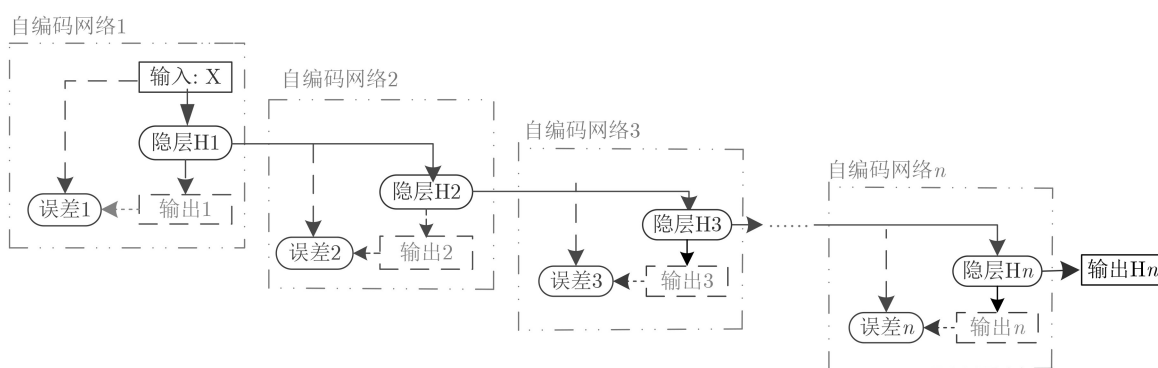 自编码网络1
输入: X
隐层H1
误差1
输出1
自编码网络2
隐层H2
误差2
输出2
自编码网络3
隐层H3
误差3
输出3
......
自编码网络n
隐层Hn
误差n
输出n
输出Hn